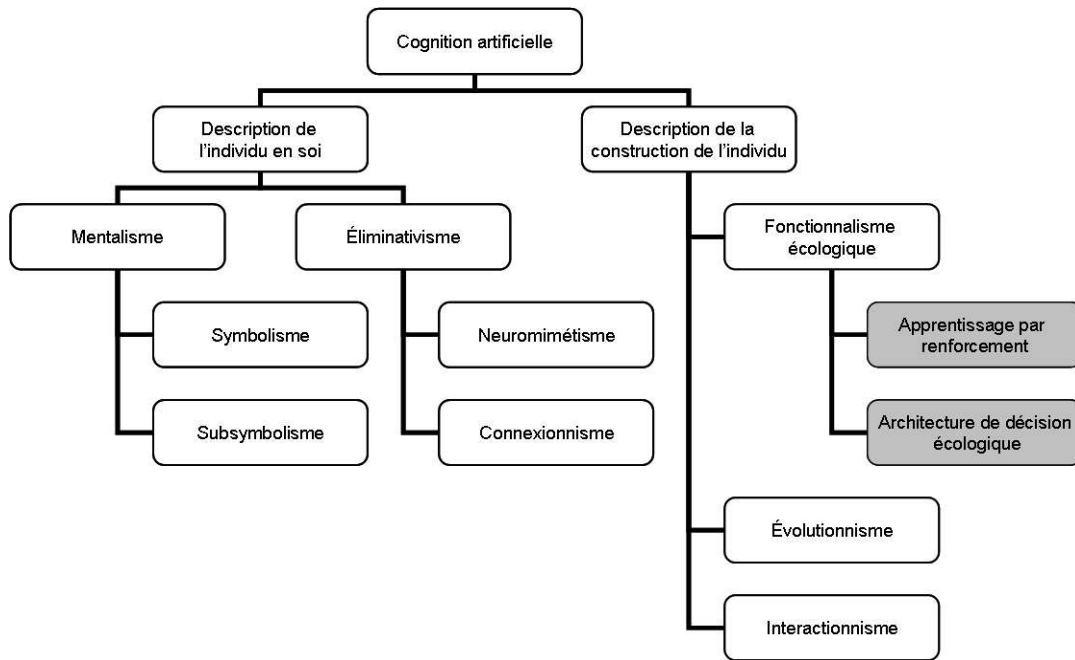 Cognition artificielle
Description de
l'individu en soi
Description de la
construction de l'individu
Mentalisme
Éliminativisme
Fonctionnalisme
écologique
Symbolisme
Neuromimétisme
Apprentissage par
renforcement
Subsymbolisme
Connexionnisme
Architecture de décision
écologique
Évolutionnisme
Interactionnisme